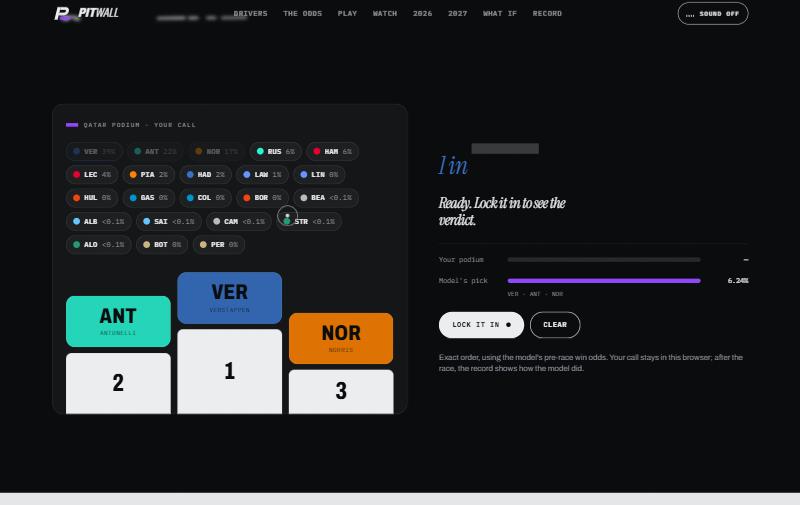 PITWALL
DRIVERS THE ODDS PLAY WATCH 2026 2027 WHAT IF RECORD
SOUND OFF
QATAR PODIUM - YOUR CALL
VER 39% ANT 22% NOR 17% RUS 6% HAM 6%
LEC 4% PIA 2% HAD 2% LAW 1% LIN 0%
HUL 0% GAS 0% COL 0% BOR 0% BEA <0.1%
ALB <0.1% SAI <0.1% CAM <0.1% STR <0.1%
ALO <0.1% BOT 0% PER 0%
VER
VERSTAPPEN
ANT
ANTONELLI
NOR
NORRIS
2 1 3
1 in
Ready. Lock it in to see the
verdict.
Your podium —
Model's pick 6.24%
VER · ANT · NOR
LOCK IT IN
CLEAR
Exact order, using the model's pre-race win odds. Your call stays in this browser; after the
race, the record shows how the model did.